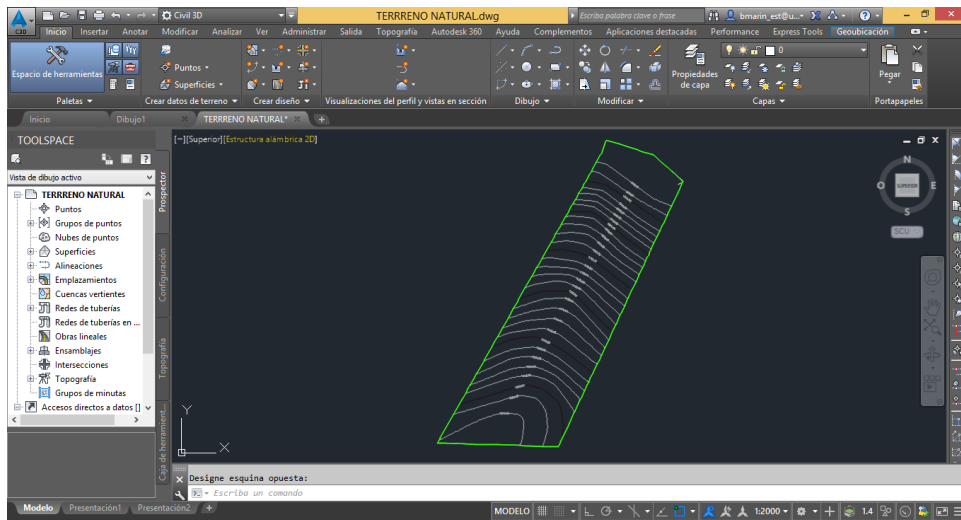 C3D
Civil 3D
TERRRENO NATURAL.dwg
Escriba palabra clave o frase
bmarin_est@u...
Inicio Insertar Anotar Modificar Analizar Ver Administrar Salida Topografía Autodesk 360 Ayuda Complementos Aplicaciones destacadas Performance Express Tools Geoubicación
Espacio de herramientas
Puntos
Superficies
Propiedades de capa
0
Pegar
Paletas Crear datos de terreno Crear diseño Visualizaciones del perfil y vistas en sección Dibujo Modificar Capas Portapapeles
Inicio Dibujo1 TERRRENO NATURAL* +
TOOLSPACE
[−][Superior][Estructura alámbrica 2D]
Vista de dibujo activo
TERRRENO NATURAL
Puntos
Grupos de puntos
Nubes de puntos
Superficies
Alineaciones
Emplazamientos
Cuencas vertientes
Redes de tuberías
Redes de tuberías en ...
Obras lineales
Ensamblajes
Intersecciones
Topografía
Grupos de minutas
Accesos directos a datos []
Prospector
Configuración
Topografía
Caja de herramient...
N
O SUPERIOR E
S
SCU
Y
X
Designe esquina opuesta:
Escriba un comando
Modelo Presentación1 Presentación2 +
MODELO 1:2000 1.4